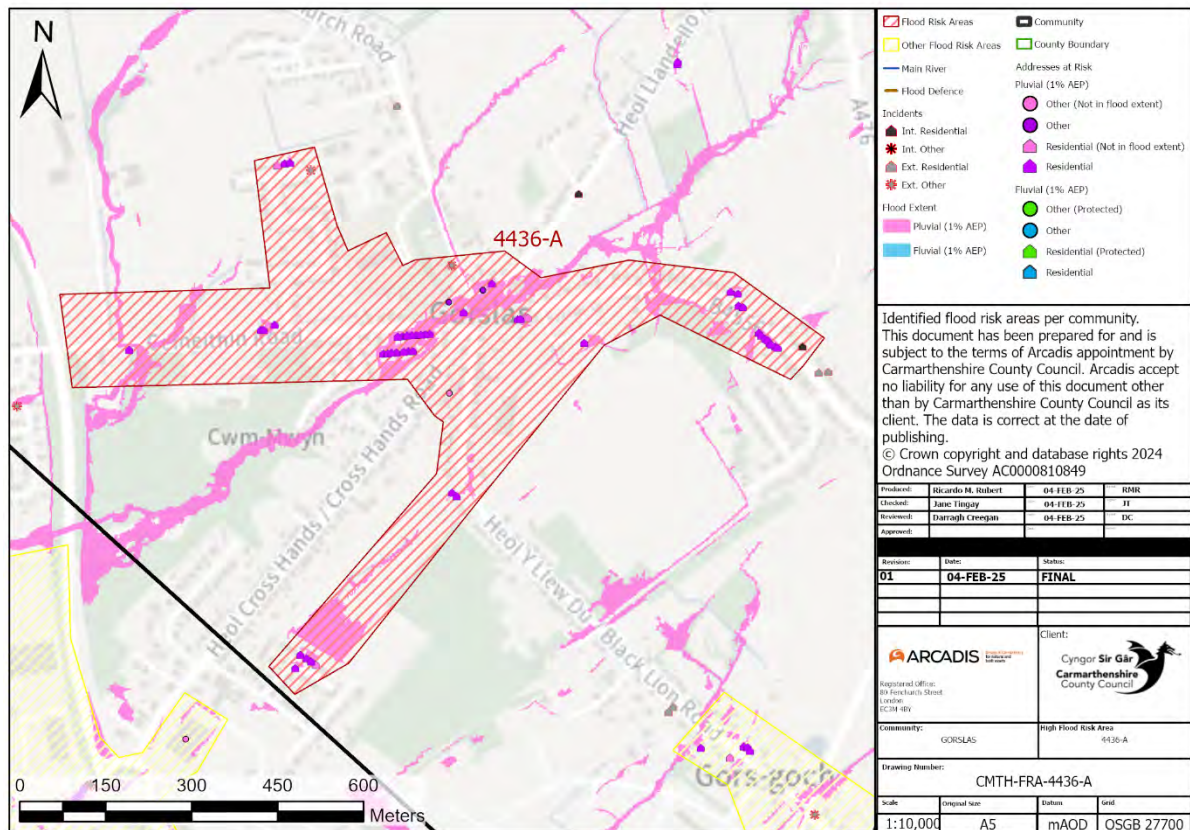 N
Church Road
Heol Llandeilo
A476
4436-A
Gorslas
Road
Cwm-Mwyn
Heol Cross Hands / Cross Hands Road
Heol Y Llew Du
Black Lion Road
Gors-goch
0 150 300 450 600
Meters
Flood Risk Areas
Other Flood Risk Areas
Main River
Flood Defence
Incidents
Int. Residential
Int. Other
Ext. Residential
Ext. Other
Flood Extent
Pluvial (1% AEP)
Fluvial (1% AEP)
Community
County Boundary
Addresses at Risk
Pluvial (1% AEP)
Other (Not in flood extent)
Other
Residential (Not in flood extent)
Residential
Fluvial (1% AEP)
Other (Protected)
Other
Residential (Protected)
Residential
Identified flood risk areas per community.
This document has been prepared for and is
subject to the terms of Arcadis appointment by
Carmarthenshire County Council. Arcadis accept
no liability for any use of this document other
than by Carmarthenshire County Council as its
client. The data is correct at the date of
publishing.
© Crown copyright and database rights 2024
Ordnance Survey AC0000810849
Produced: Ricardo M. Rubert 04-FEB-25 RMR
Checked: Jane Tingay 04-FEB-25 JT
Reviewed: Darragh Creegan 04-FEB-25 DC
Approved:
Revision: Date: Status:
01 04-FEB-25 FINAL
ARCADIS
Registered Office:
80 Fenchurch Street
London
EC3M 4BY
Client:
Cyngor Sir Gâr
Carmarthenshire
County Council
Community:
GORSLAS
High Flood Risk Area
4436-A
Drawing Number:
CMTH-FRA-4436-A
Scale Original Size Datum Grid
1:10,000 A5 mAOD OSGB 27700